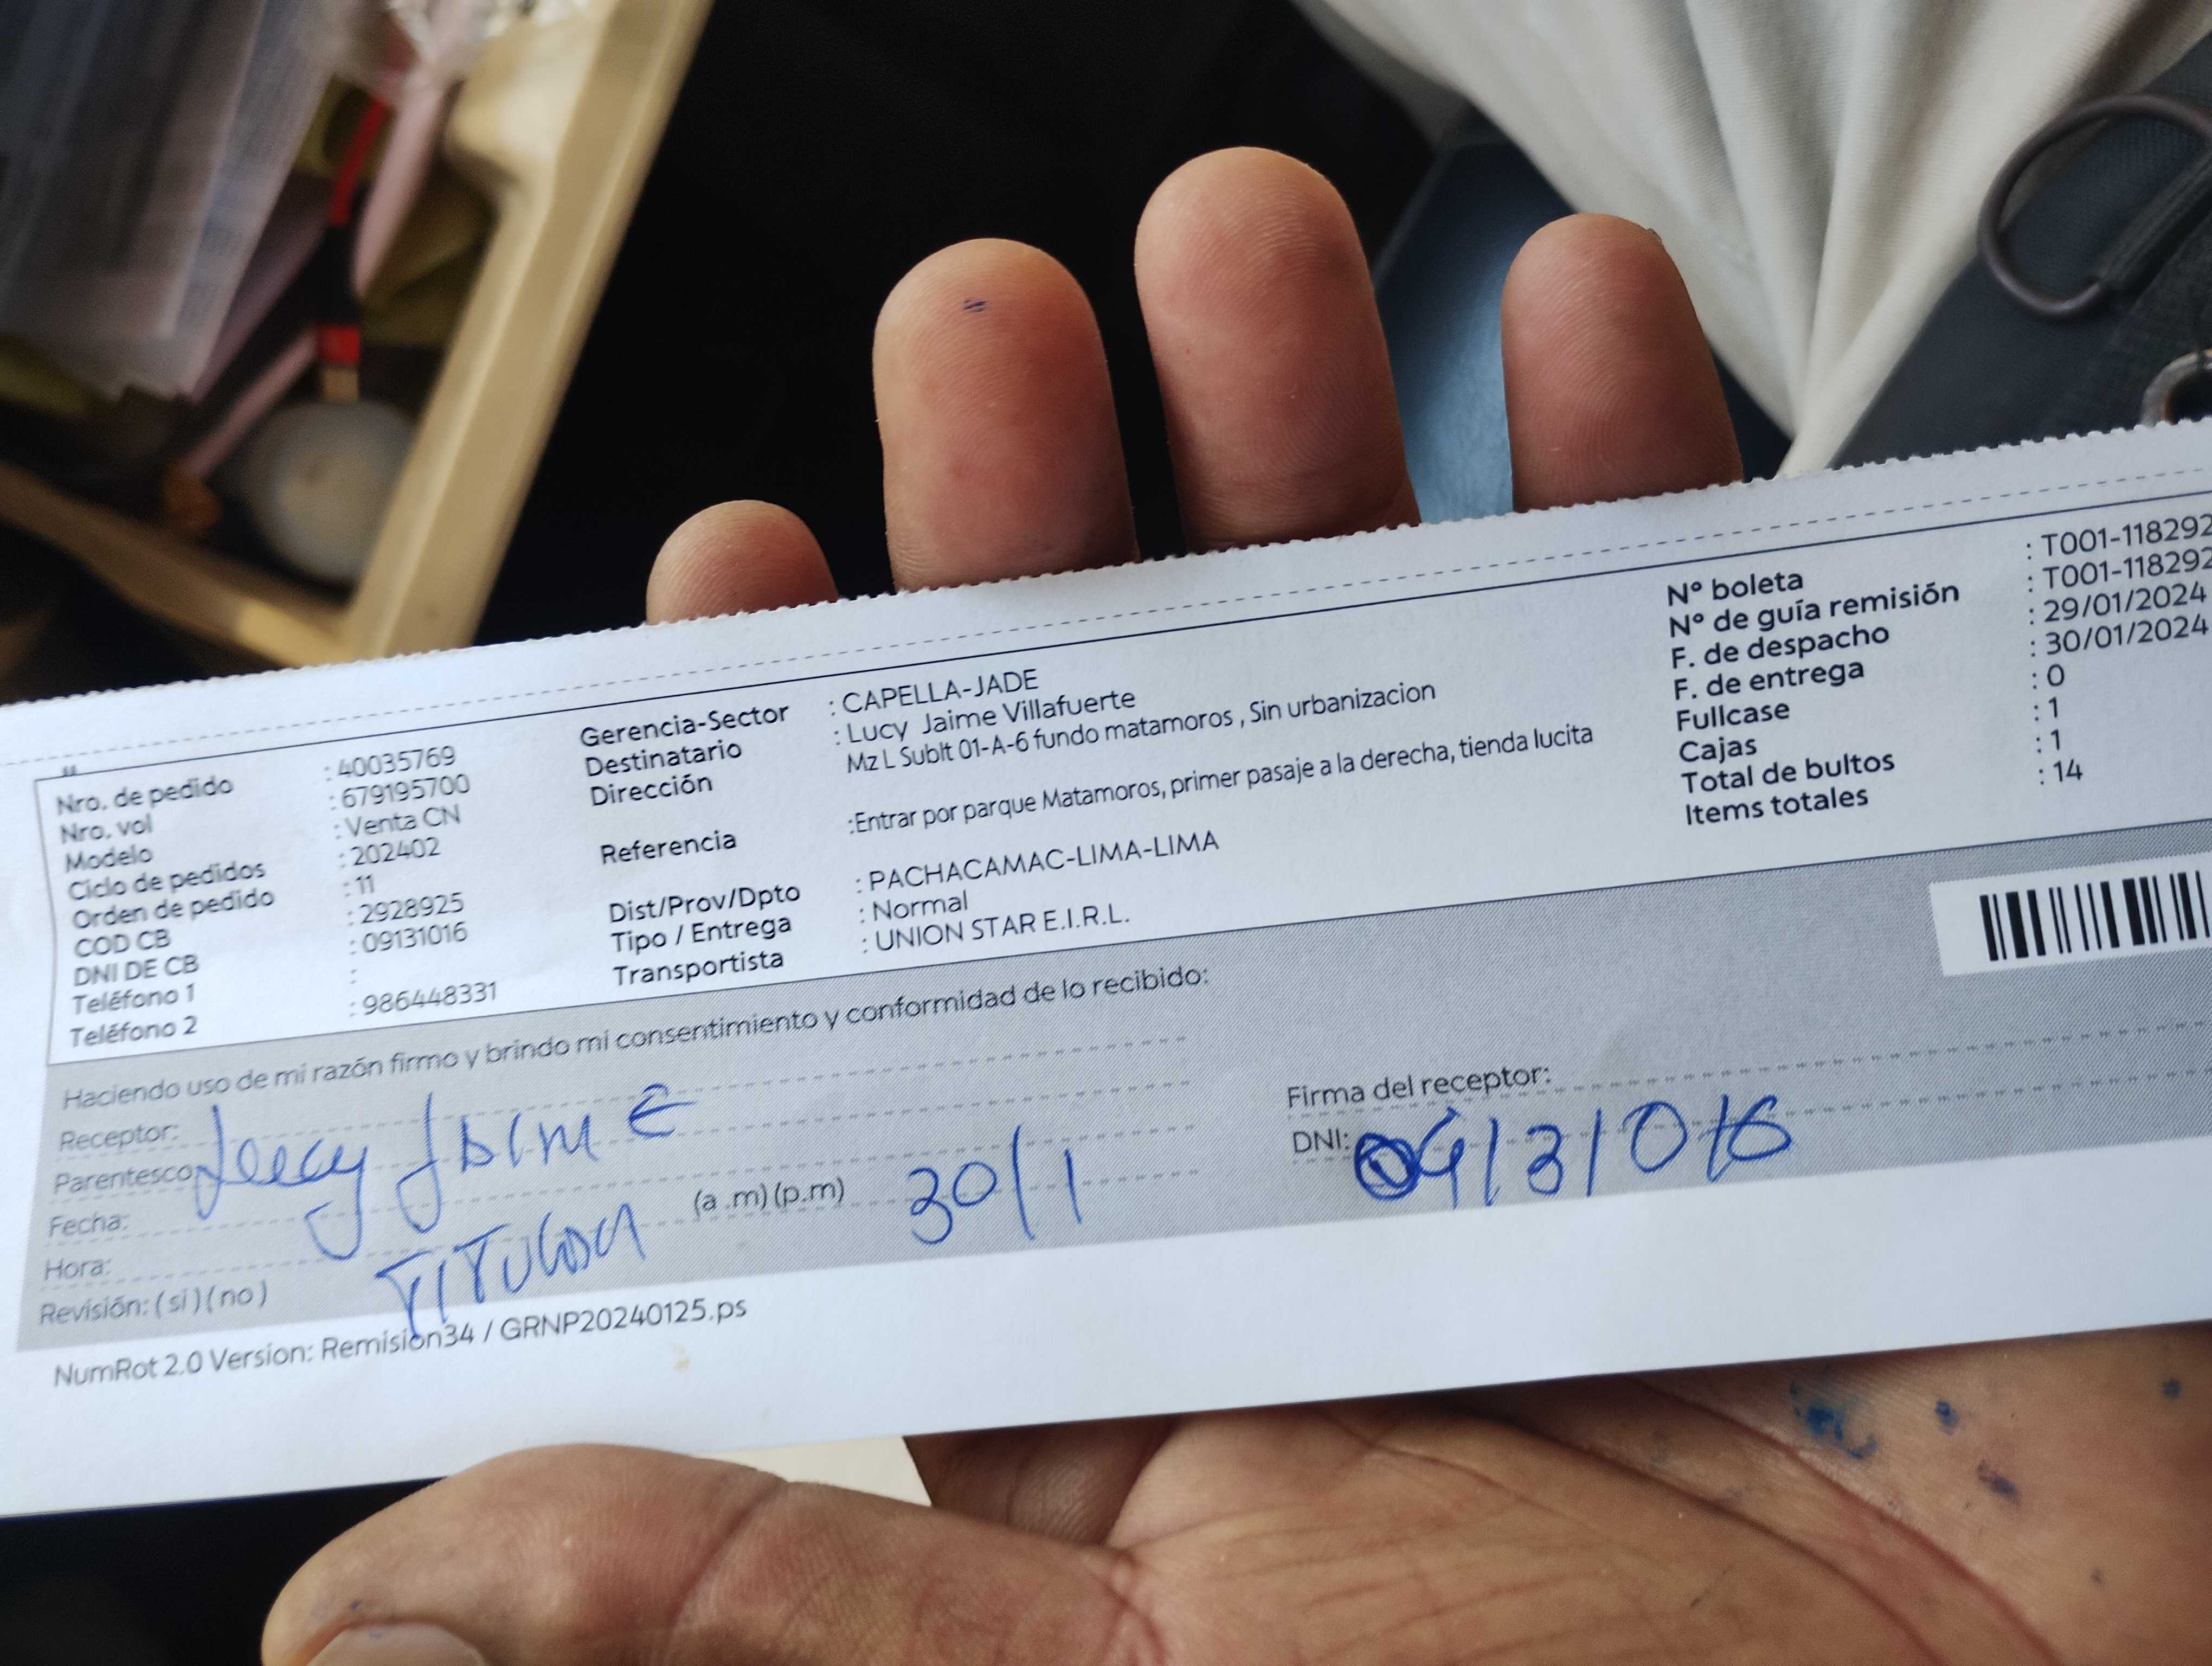 Nro. de pedido : 40035769
Nro. vol : 679195700
Modelo : Venta CN
Ciclo de pedidos : 202402
Orden de pedido : 11
COD CB : 2928925
DNI DE CB : 09131016
Teléfono 1 :
Teléfono 2 : 986448331
Gerencia-Sector : CAPELLA-JADE
Destinatario : Lucy Jaime Villafuerte
Dirección Mz L Sublt 01-A-6 fundo matamoros , Sin urbanizacion
Referencia :Entrar por parque Matamoros, primer pasaje a la derecha, tienda lucita
Dist/Prov/Dpto : PACHACAMAC-LIMA-LIMA
Tipo / Entrega : Normal
Transportista : UNION STAR E.I.R.L.
N° boleta : T001-118292
N° de guía remisión : T001-118292
F. de despacho : 29/01/2024
F. de entrega : 30/01/2024
Fullcase : 0
Cajas : 1
Total de bultos : 1
Items totales : 14
Haciendo uso de mi razón firmo y brindo mi consentimiento y conformidad de lo recibido:
Receptor: Lucy Jaime
Parentesco:
Fecha:
Hora: (a .m) (p.m) 30/1
Revisión: ( si ) ( no ) TITULAR
Firma del receptor:
DNI: 09131016
NumRot 2.0 Version: Remision34 / GRNP20240125.ps